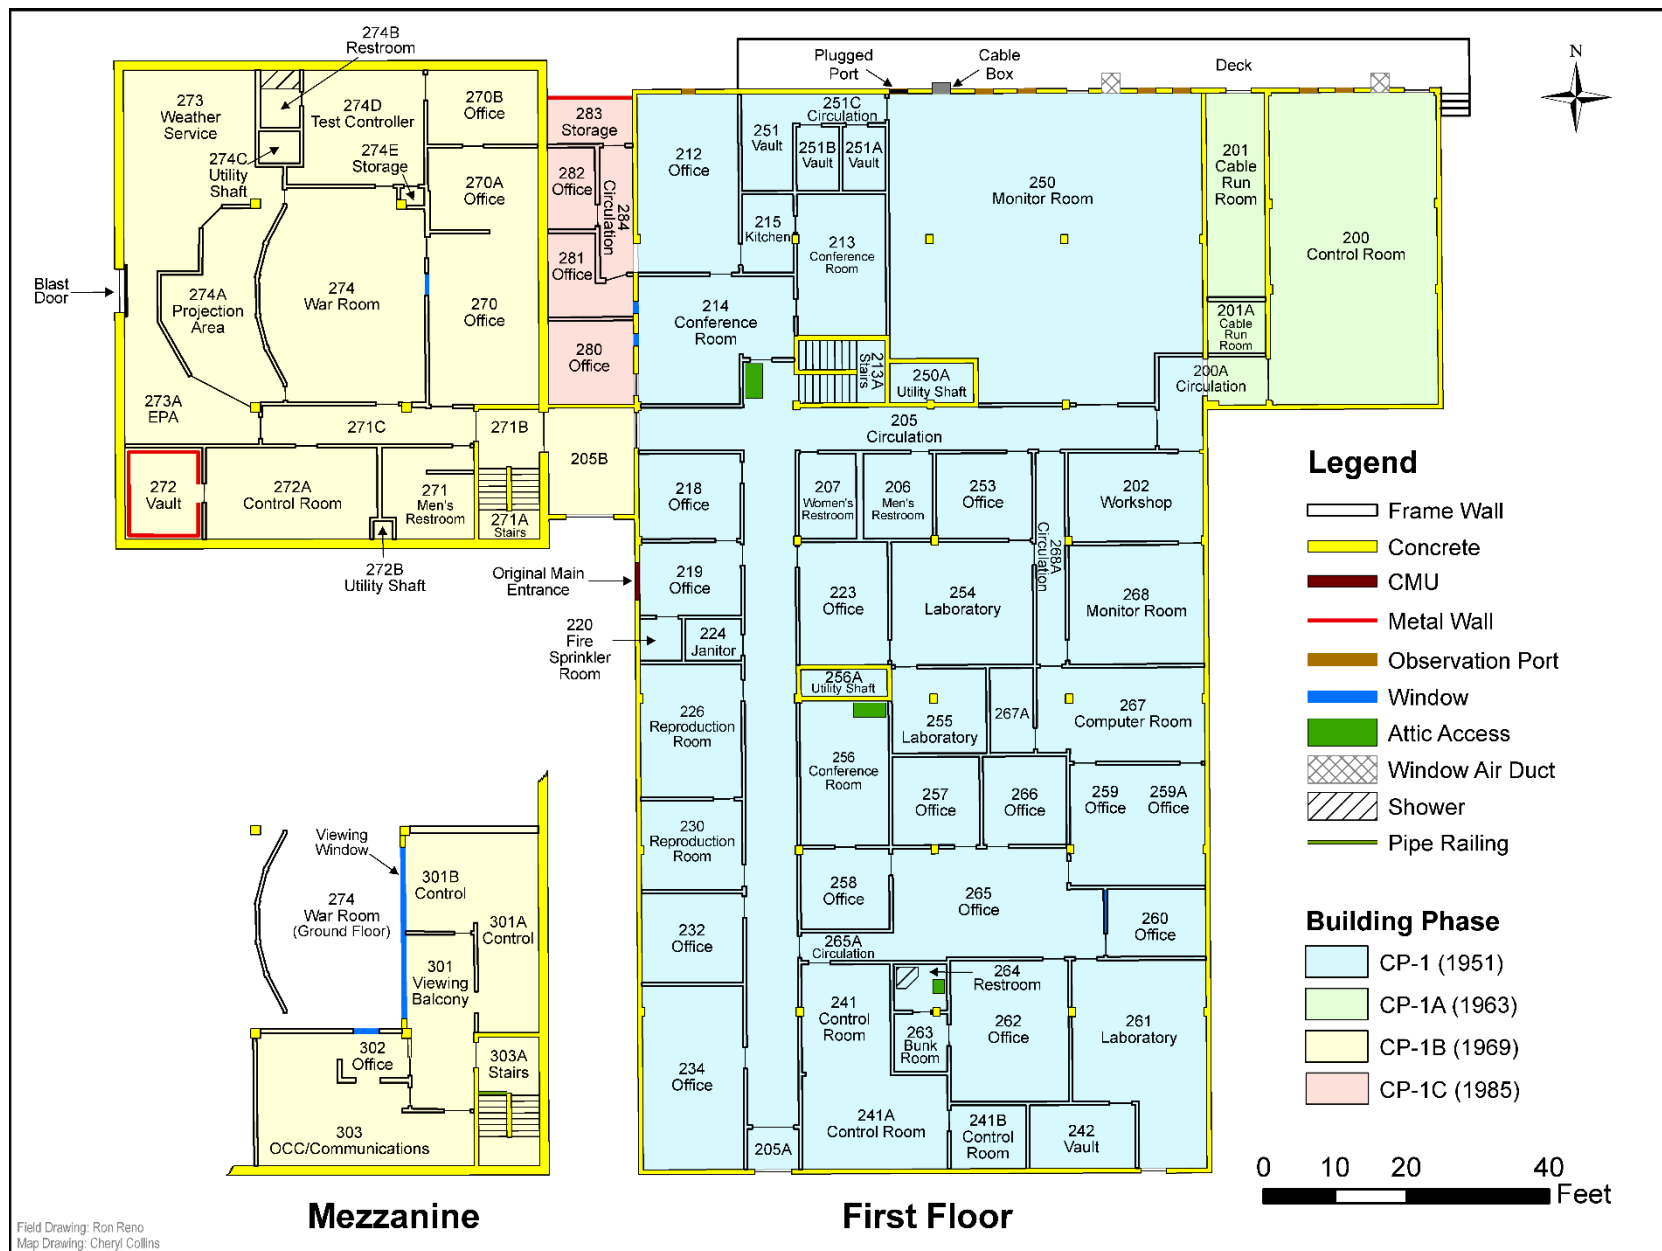 274B
Restroom
273
Weather
Service
274D
Test Controller
270B
Office
274C
Utility
Shaft
274E
Storage
270A
Office
Blast
Door
274A
Projection
Area
274
War Room
270
Office
273A
EPA
271C
271B
205B
272
Vault
272A
Control Room
271
Men's
Restroom
271A
Stairs
272B
Utility Shaft
283
Storage
282
Office
284
Circulation
281
Office
280
Office
Plugged
Port
Cable
Box
Deck
N
212
Office
251
Vault
251C
Circulation
251B
Vault
251A
Vault
215
Kitchen
213
Conference
Room
214
Conference
Room
213A
Stairs
250
Monitor Room
250A
Utility Shaft
201
Cable
Run
Room
201A
Cable
Run
Room
200
Control Room
200A
Circulation
205
Circulation
218
Office
207
Women's
Restroom
206
Men's
Restroom
253
Office
268A
Circulation
202
Workshop
Original Main
Entrance
219
Office
223
Office
254
Laboratory
268
Monitor Room
220
Fire
Sprinkler
Room
224
Janitor
256A
Utility Shaft
226
Reproduction
Room
255
Laboratory
267A
267
Computer Room
256
Conference
Room
257
Office
266
Office
259
Office
259A
Office
230
Reproduction
Room
258
Office
265
Office
260
Office
232
Office
265A
Circulation
234
Office
241
Control
Room
264
Restroom
263
Bunk
Room
262
Office
261
Laboratory
205A
241A
Control Room
241B
Control
Room
242
Vault
Viewing
Window
274
War Room
(Ground Floor)
301B
Control
301A
Control
301
Viewing
Balcony
302
Office
303A
Stairs
303
OCC/Communications
Mezzanine
First Floor
Legend
Frame Wall
Concrete
CMU
Metal Wall
Observation Port
Window
Attic Access
Window Air Duct
Shower
Pipe Railing
Building Phase
CP-1 (1951)
CP-1A (1963)
CP-1B (1969)
CP-1C (1985)
0 10 20 40
Feet
Field Drawing: Ron Reno
Map Drawing: Cheryl Collins